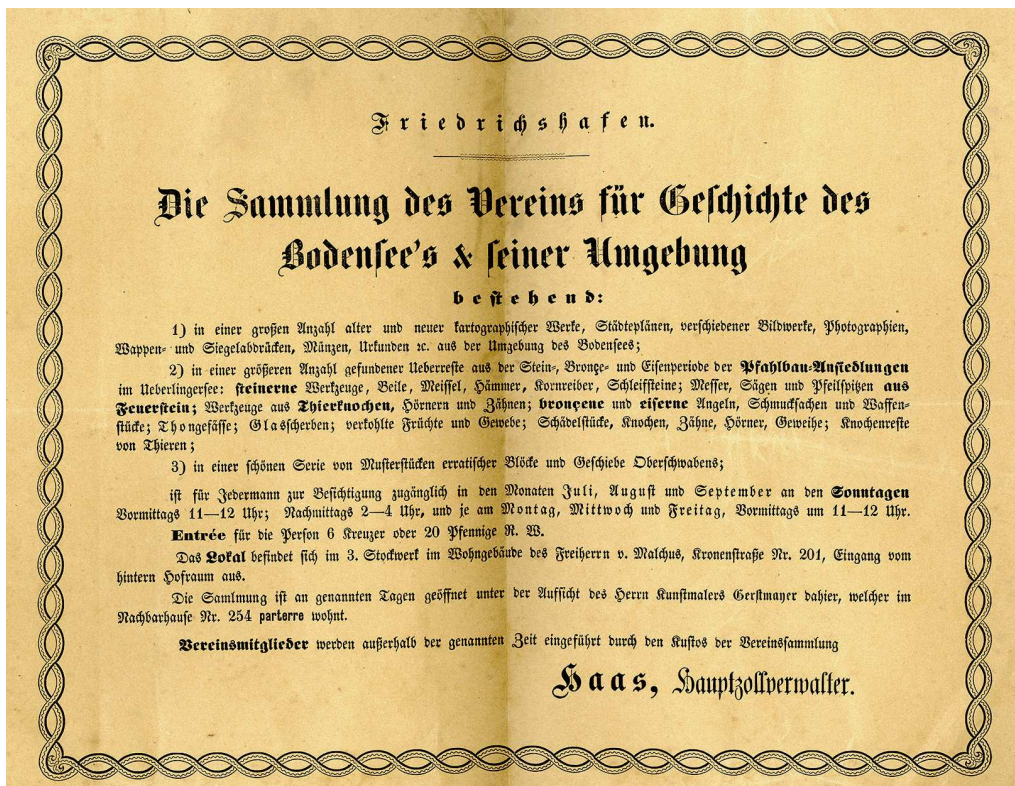 Friedrichshafen.
Die Sammlung des Vereins für Geschichte des
Bodensee's & seiner Umgebung
bestehend:
1) in einer großen Anzahl alter und neuer kartographischer Werke, Städteplänen, verschiedener Bildwerke, Photographien,
Wappen- und Siegelabdrücken, Münzen, Urkunden ꝛc. aus der Umgebung des Bodensees;
2) in einer größeren Anzahl gefundener Ueberreste aus der Stein-, Bronçe- und Eisenperiode der Pfahlbau-Ansiedlungen
im Ueberlingersee: steinerne Werkzeuge, Beile, Meissel, Hämmer, Kornreiber, Schleifsteine; Messer, Sägen und Pfeilspitzen aus
Feuerstein; Werkzeuge aus Thierknochen, Hörnern und Zähnen; bronçene und eiserne Angeln, Schmucksachen und Waffen-
stücke; Thongefässe; Glasscherben; verkohlte Früchte und Gewebe; Schädelstücke, Knochen, Zähne, Hörner, Geweihe; Knochenreste
von Thieren;
3) in einer schönen Serie von Musterstücken erratischer Blöcke und Geschiebe Oberschwabens;
ist für Jedermann zur Besichtigung zugänglich in den Monaten Juli, August und September an den Sonntagen
Vormittags 11—12 Uhr; Nachmittags 2—4 Uhr, und je am Montag, Mittwoch und Freitag, Vormittags um 11—12 Uhr.
Entrée für die Person 6 Kreuzer oder 20 Pfennige R. W.
Das Lokal befindet sich im 3. Stockwerk im Wohngebäude des Freiherrn v. Malchus, Kronenstraße Nr. 201, Eingang vom
hintern Hofraum aus.
Die Samlmung ist an genannten Tagen geöffnet unter der Aufsicht des Herrn Kunstmalers Gerstmayer dahier, welcher im
Nachbarhause Nr. 254 parterre wohnt.
Vereinsmitglieder werden außerhalb der genannten Zeit eingeführt durch den Kustos der Vereinssammlung
Haas, Hauptzollverwalter.